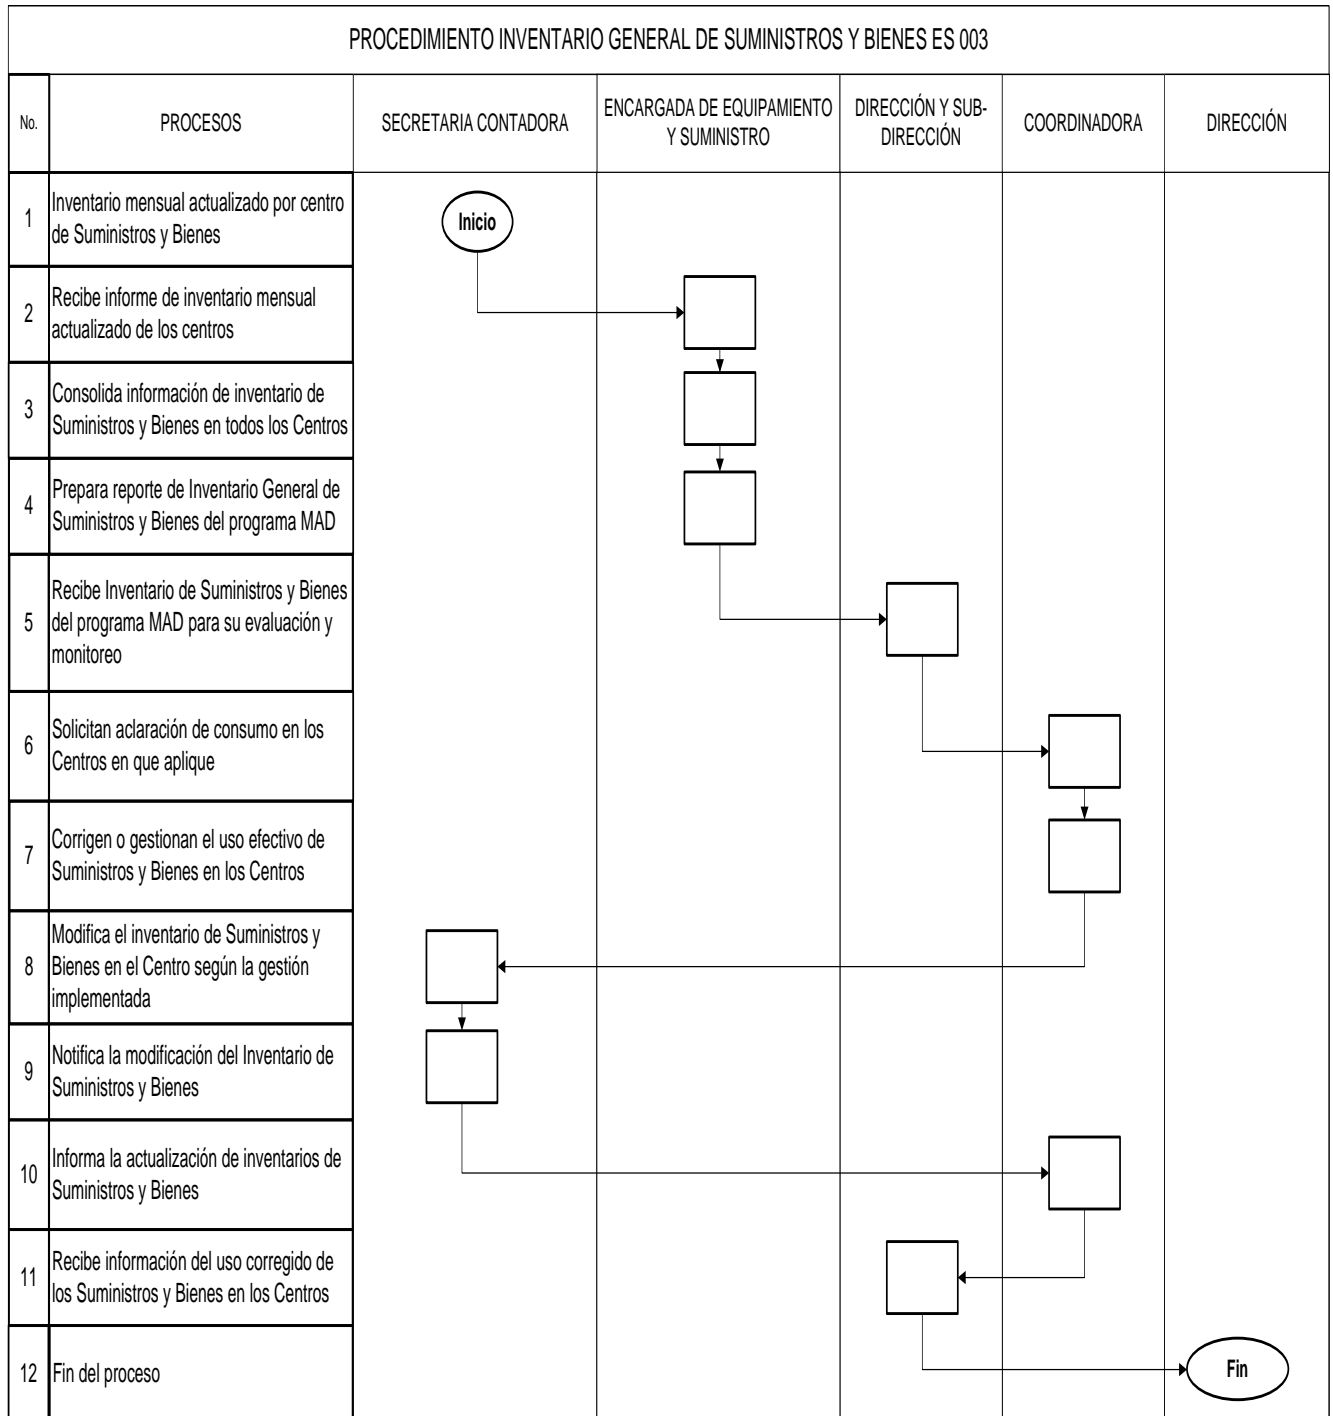 PROCEDIMIENTO INVENTARIO GENERAL DE SUMINISTROS Y BIENES ES 003
No.
PROCESOS
SECRETARIA CONTADORA
ENCARGADA DE EQUIPAMIENTO
Y SUMINISTRO
DIRECCIÓN Y SUB-
DIRECCIÓN
COORDINADORA
DIRECCIÓN
1
Inventario mensual actualizado por centro
de Suministros y Bienes
Inicio
2
Recibe informe de inventario mensual
actualizado de los centros
3
Consolida información de inventario de
Suministros y Bienes en todos los Centros
4
Prepara reporte de Inventario General de
Suministros y Bienes del programa MAD
5
Recibe Inventario de Suministros y Bienes
del programa MAD para su evaluación y
monitoreo
6
Solicitan aclaración de consumo en los
Centros en que aplique
7
Corrigen o gestionan el uso efectivo de
Suministros y Bienes en los Centros
8
Modifica el inventario de Suministros y
Bienes en el Centro según la gestión
implementada
9
Notifica la modificación del Inventario de
Suministros y Bienes
10
Informa la actualización de inventarios de
Suministros y Bienes
11
Recibe información del uso corregido de
los Suministros y Bienes en los Centros
12
Fin del proceso
Fin